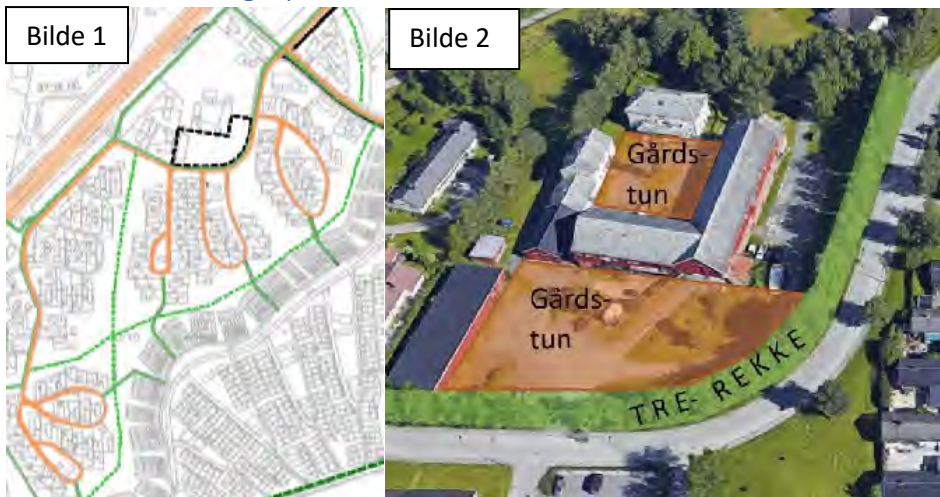 Bilde 1
Bilde 2
Gårds-
tun
Gårds-
tun
TRE-REKKE